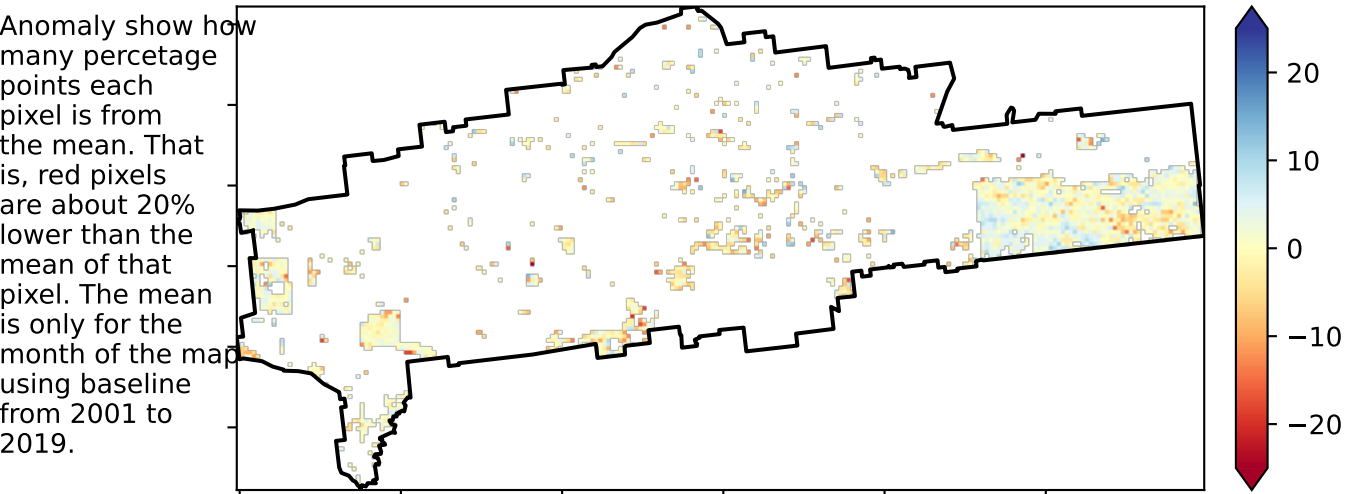 Anomaly show how
many percetage
points each
pixel is from
the mean. That
is, red pixels
are about 20%
lower than the
mean of that
pixel. The mean
is only for the
month of the map
using baseline
from 2001 to
2019.
20
10
0
−10
−20